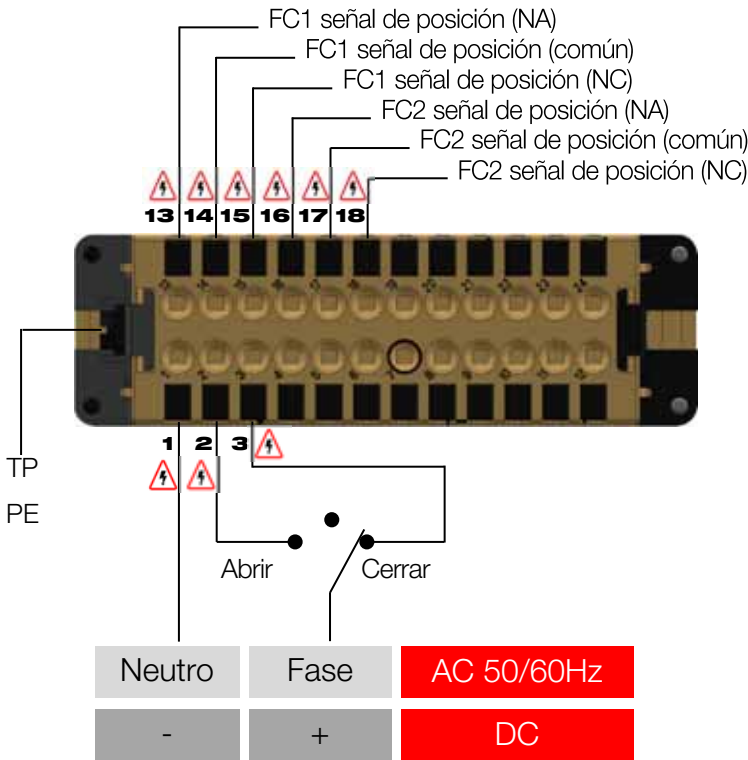 FC1 señal de posición (NA)
FC1 señal de posición (común)
FC1 señal de posición (NC)
FC2 señal de posición (NA)
FC2 señal de posición (común)
FC2 señal de posición (NC)
13 14 15 16 17 18
1 2 3
TP
PE
Abrir Cerrar
Neutro Fase AC 50/60Hz
- + DC